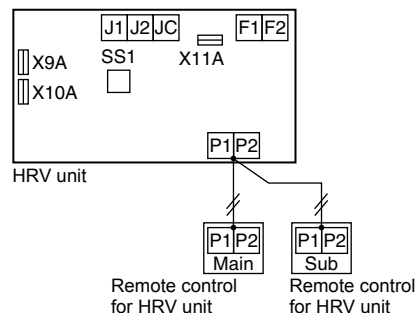 J1 J2 JC F1 F2
X9A SS1 X11A
X10A
P1 P2
HRV unit
P1 P2 P1 P2
Main Sub
Remote control for HRV unit
Remote control for HRV unit